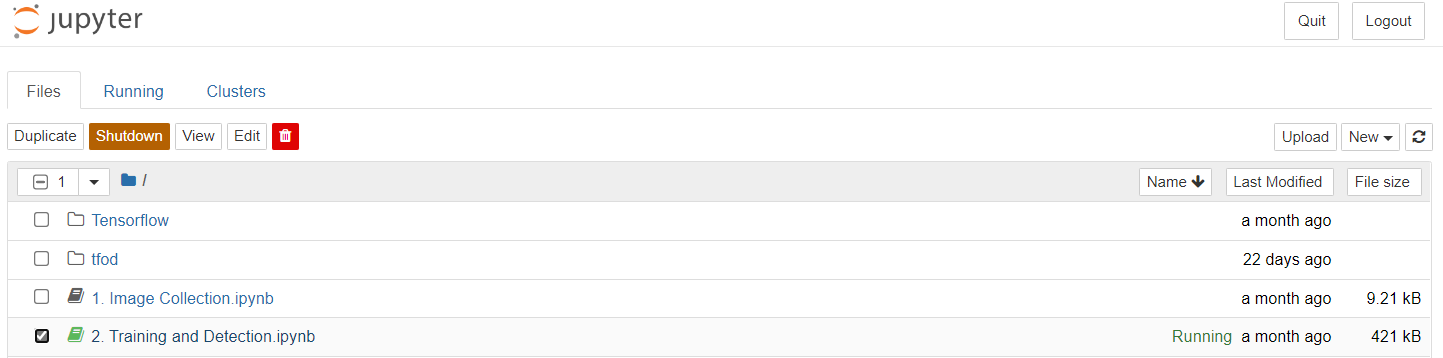 jupyter Quit Logout
Files Running Clusters
Duplicate Shutdown View Edit Upload New
1 / Name Last Modified File size
Tensorflow a month ago
tfod 22 days ago
1. Image Collection.ipynb a month ago 9.21 kB
2. Training and Detection.ipynb Running a month ago 421 kB